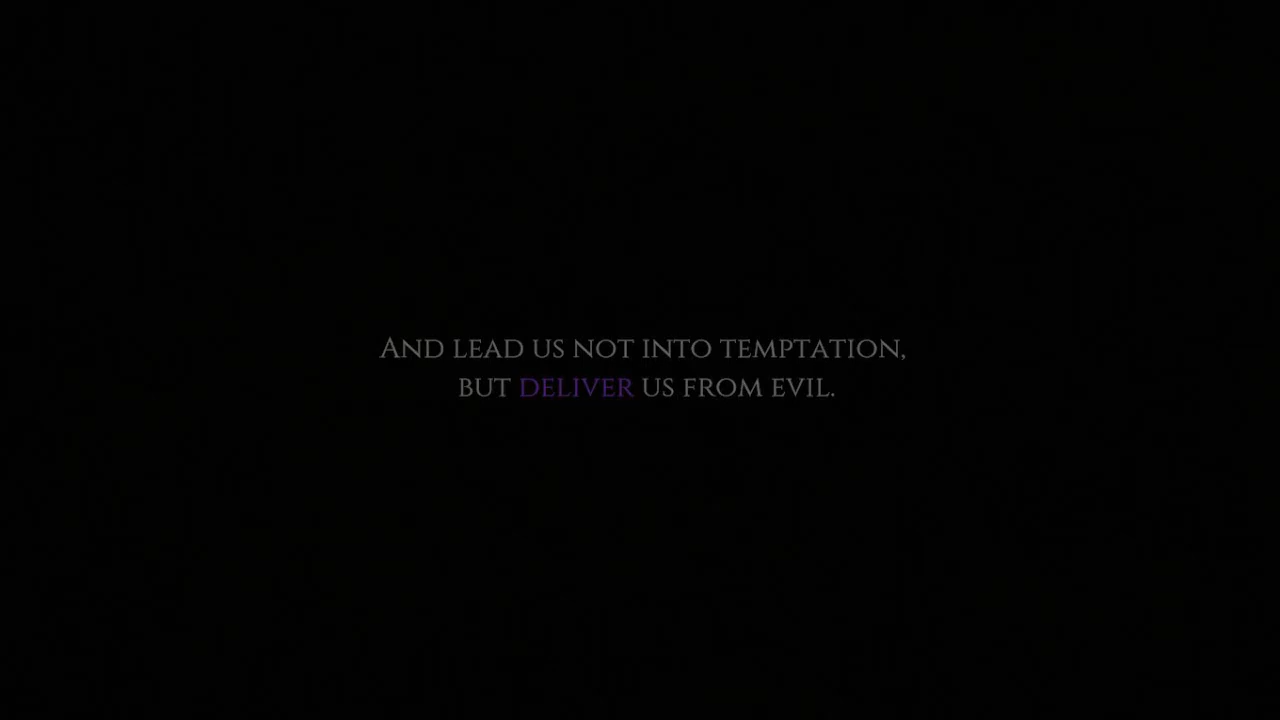 And lead us not into temptation,
but deliver us from evil.